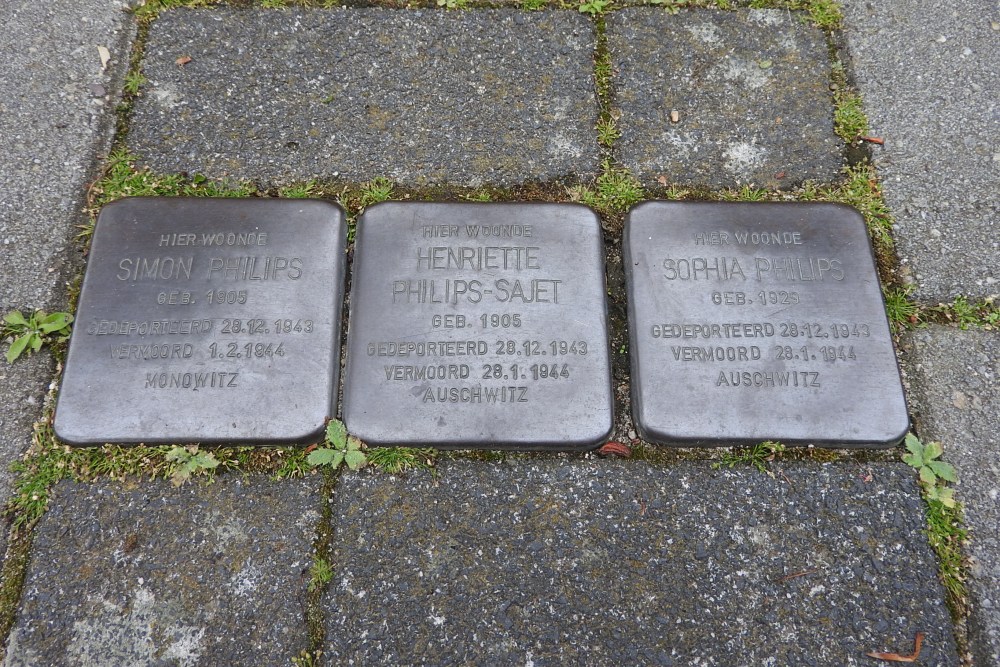 HIER WOONDE
SIMON PHILIPS
GEB. 1905
GEDEPORTEERD 28.12.1943
VERMOORD 1.2.1944
MONOWITZ
HIER WOONDE
HENRIETTE
PHILIPS-SAJET
GEB. 1905
GEDEPORTEERD 28.12.1943
VERMOORD 28.1.1944
AUSCHWITZ
HIER WOONDE
SOPHIA PHILIPS
GEB. 1929
GEDEPORTEERD 28.12.1943
VERMOORD 28.1.1944
AUSCHWITZ